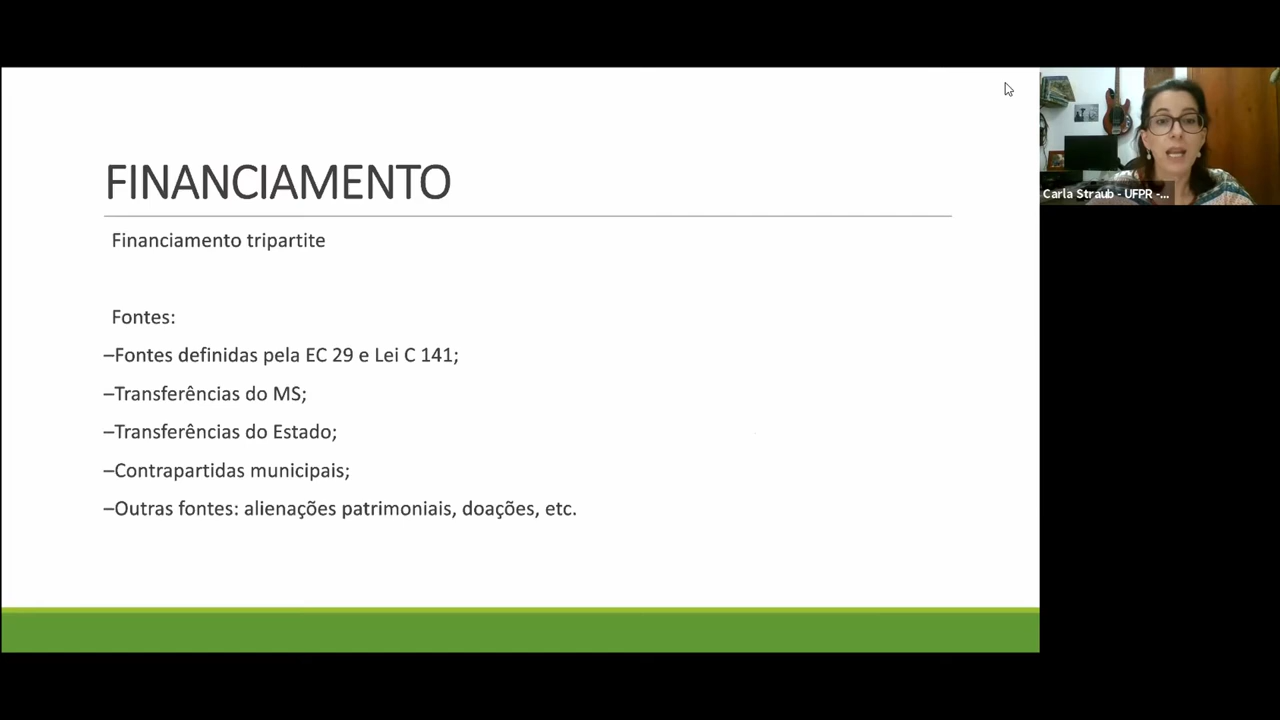 FINANCIAMENTO
Financiamento tripartite
Fontes:
–Fontes definidas pela EC 29 e Lei C 141;
–Transferências do MS;
–Transferências do Estado;
–Contrapartidas municipais;
–Outras fontes: alienações patrimoniais, doações, etc.
Carla Straub - UFPR -...